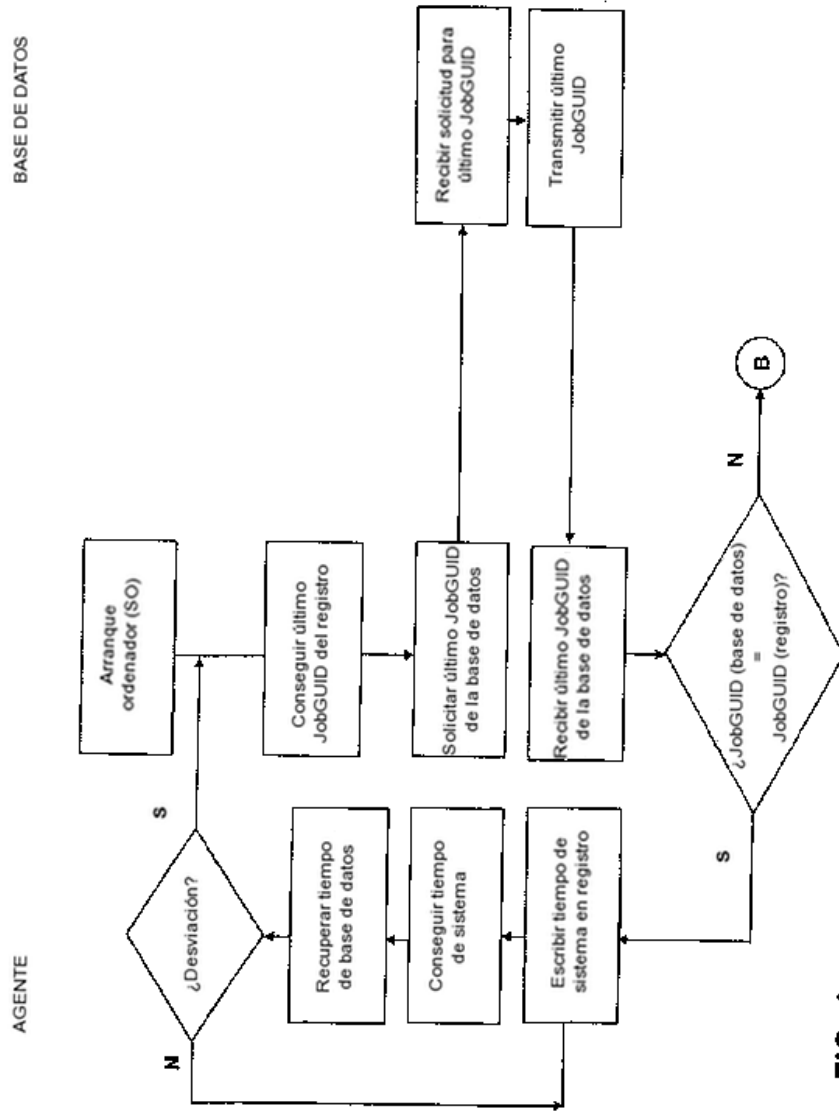 AGENTE
BASE DE DATOS
Arranque
ordenador (SO)
¿Desviación?
S
N
Conseguir último
JobGUID del registro
Recuperar tiempo
de base de datos
Solicitar último JobGUID
de la base de datos
Recibir solicitud para
último JobGUID
Conseguir tiempo
de sistema
Recibir último JobGUID
de la base de datos
Transmitir último
JobGUID
Escribir tiempo de
sistema en registro
¿JobGUID (base de datos)
=
JobGUID (registro)?
S
N
B